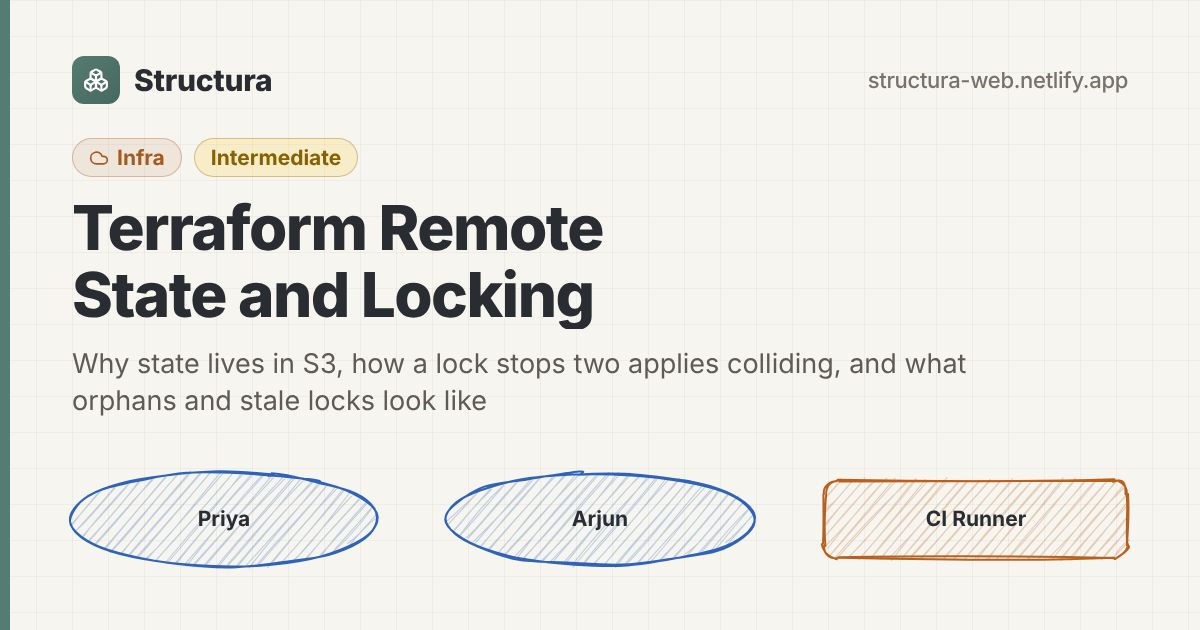 Structura
structura-web.netlify.app
Infra
Intermediate
Terraform Remote
State and Locking
Why state lives in S3, how a lock stops two applies colliding, and what
orphans and stale locks look like
Priya
Arjun
CI Runner